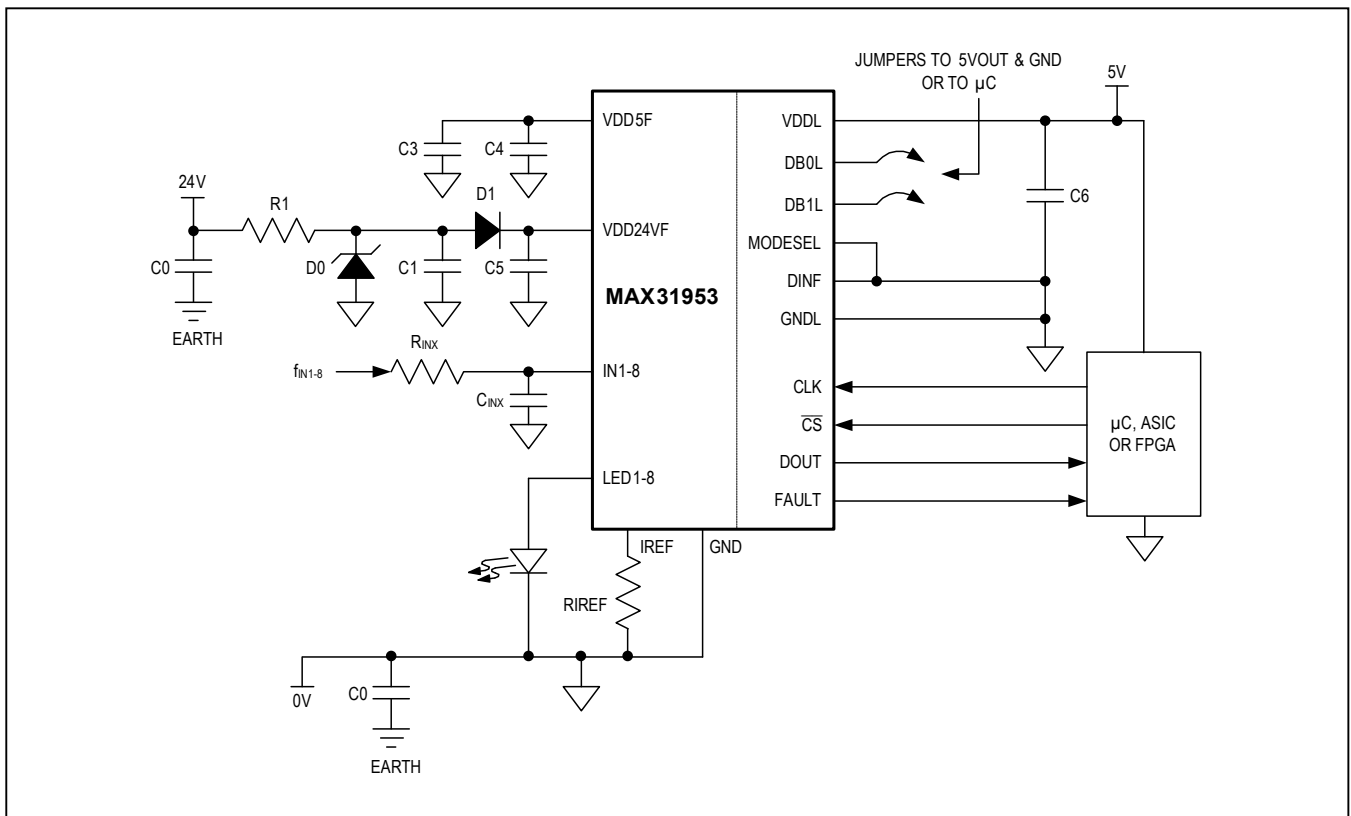 JUMPERS TO 5VOUT & GND
OR TO µC
5V
VDD5F
VDDL
C3
C4
DB0L
24V
D1
R1
DB1L
C6
VDD24VF
MODESEL
C0
D0
C1
C5
DINF
MAX31953
GNDL
EARTH
RINX
fIN1-8
IN1-8
CLK
CINX
CS
µC, ASIC
OR FPGA
DOUT
LED1-8
FAULT
IREF
GND
RIREF
0V
C0
EARTH